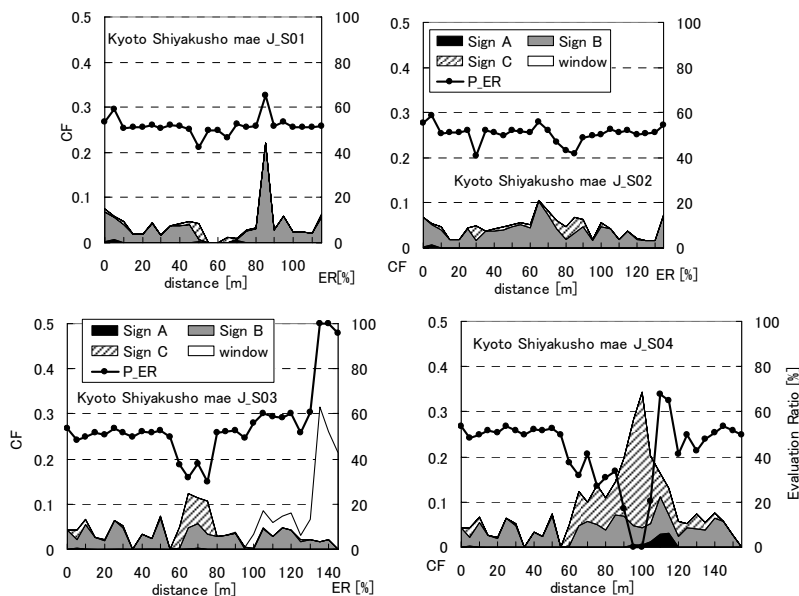 Kyoto Shiyakusho mae J_S01
CF
0.5
0.4
0.3
0.2
0.1
0
100
80
60
40
20
0
0 20 40 60 80 100
distance [m]
ER[%]
Sign A Sign B
Sign C window
P_ER
Kyoto Shiyakusho mae J_S02
0.5
0.4
0.3
0.2
0.1
0
100
80
60
40
20
0
0 20 40 60 80 100 120
CF
distance [m]
ER [%]
Sign A Sign B
Sign C window
P_ER
Kyoto Shiyakusho mae J_S03
CF
0.5
0.4
0.3
0.2
0.1
0
100
80
60
40
20
0
0 20 40 60 80 100 120 140
distance [m]
ER [%]
Kyoto Shiyakusho mae J_S04
0.5
0.4
0.3
0.2
0.1
0
100
80
60
40
20
0
Evaluation Ratio [%]
0 20 40 60 80 100 120 140
CF
distance [m]